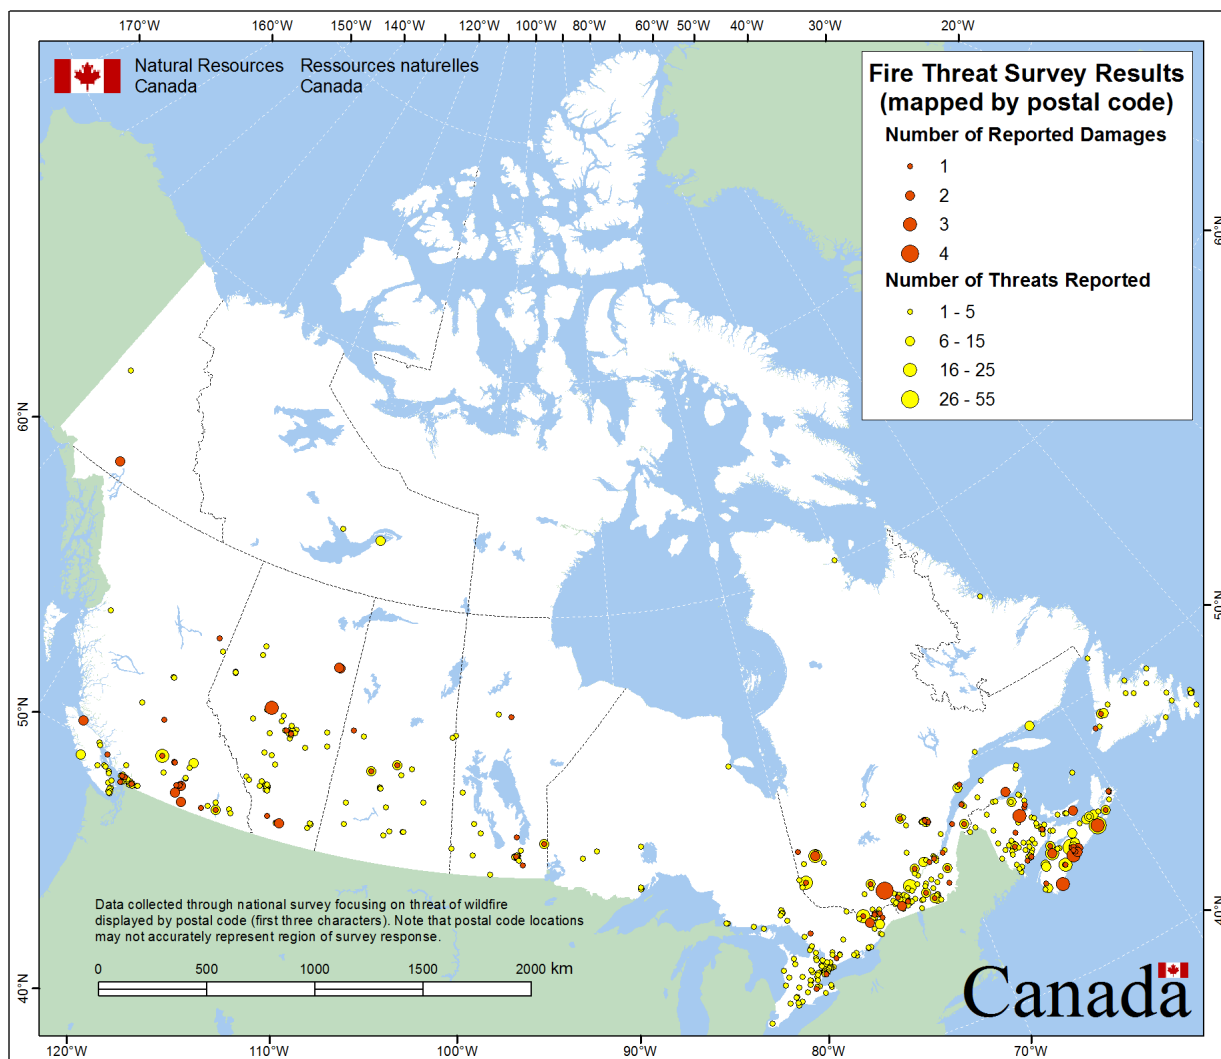 170°W 160°W 150°W 140°W 130°W 120°W 110°W 100°W 90°W 80°W 70°W 60°W 50°W 40°W 30°W 20°W
Natural Resources Ressources naturelles
Canada Canada
Fire Threat Survey Results
(mapped by postal code)
Number of Reported Damages
1
2
3
4
Number of Threats Reported
1 - 5
6 - 15
16 - 25
26 - 55
60°N
60°N
50°N
50°N
40°N
40°N
Data collected through national survey focusing on threat of wildfire
displayed by postal code (first three characters). Note that postal code locations
may not accurately represent region of survey response.
0 500 1000 1500 2000 km
Canada
120°W 110°W 100°W 90°W 80°W 70°W